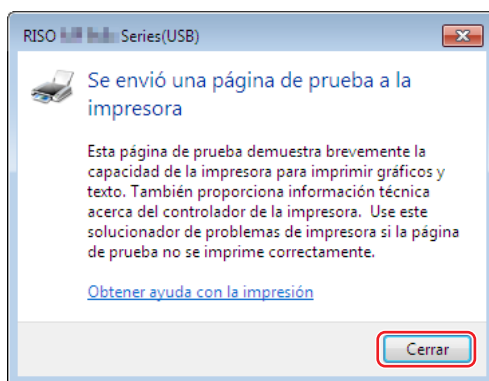 RISO Series(USB)
Se envió una página de prueba a la
impresora
Esta página de prueba demuestra brevemente la
capacidad de la impresora para imprimir gráficos y
texto. También proporciona información técnica
acerca del controlador de la impresora.  Use este
solucionador de problemas de impresora si la página
de prueba no se imprime correctamente.
Obtener ayuda con la impresión
Cerrar